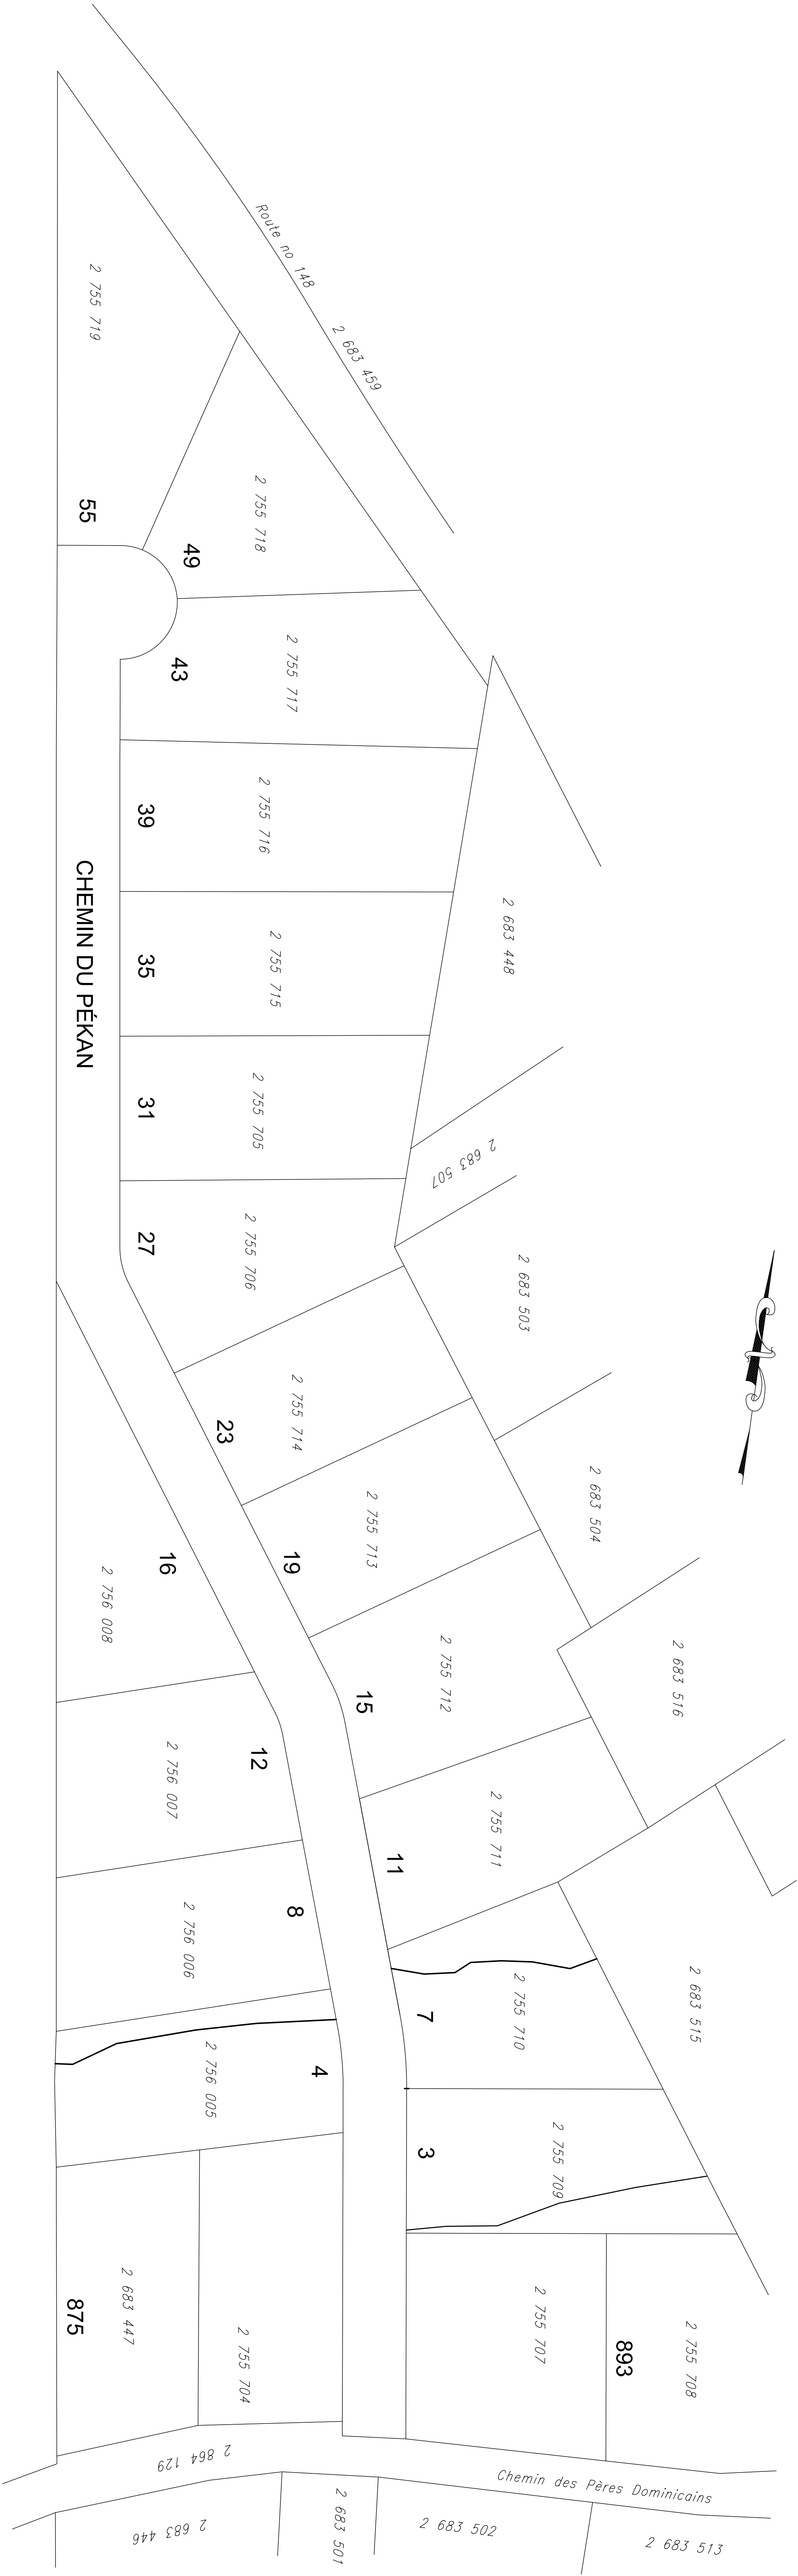 Route no 148
2 683 459
2 755 719
55
2 755 718
49
2 755 717
43
2 755 716
39
2 683 448
CHEMIN DU PÉKAN
2 755 715
35
2 755 705
31
2 683 507
2 755 706
27
2 683 503
2 755 714
23
2 683 504
2 755 713
19
2 756 008
16
2 683 516
2 755 712
15
2 756 007
12
2 755 711
11
2 756 006
8
2 683 515
2 755 710
7
2 756 005
4
2 755 709
3
2 683 447
875
2 755 704
2 755 707
2 755 708
893
2 864 129
Chemin des Pères Dominicains
2 683 446
2 683 501
2 683 502
2 683 513